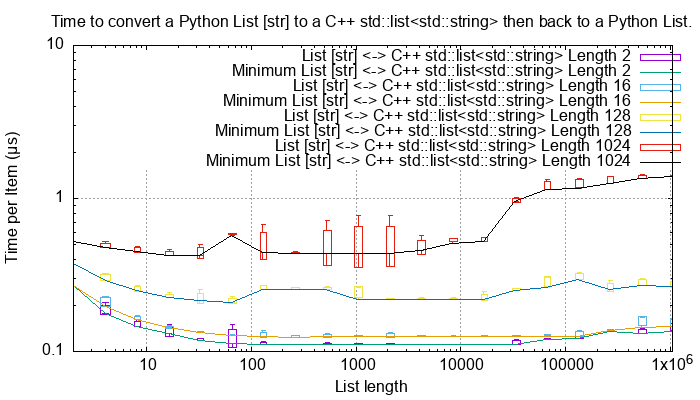 Time to convert a Python List [str] to a C++ std::list<std::string> then back to a Python List.
10
List [str] <-> C++ std::list<std::string> Length 2
Minimum List [str] <-> C++ std::list<std::string> Length 2
List [str] <-> C++ std::list<std::string> Length 16
Minimum List [str] <-> C++ std::list<std::string> Length 16
List [str] <-> C++ std::list<std::string> Length 128
Minimum List [str] <-> C++ std::list<std::string> Length 128
List [str] <-> C++ std::list<std::string> Length 1024
Minimum List [str] <-> C++ std::list<std::string> Length 1024
Time per Item (µs)
1
0.1
10 100 1000 10000 100000 1x10⁶
List length